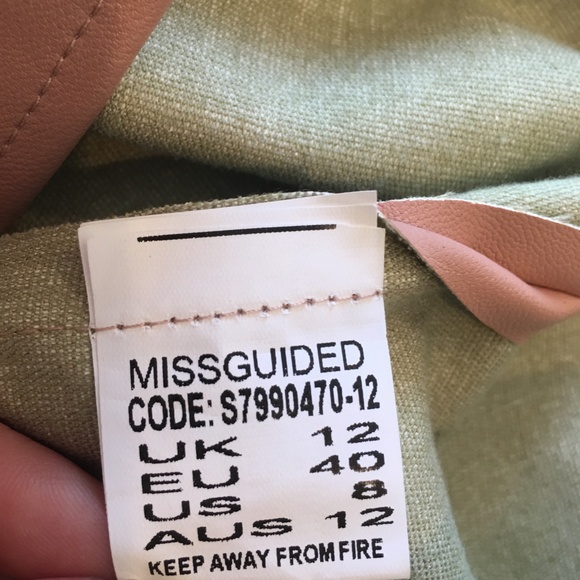 MISSGUIDED
CODE: S7990470-12
UK 12
EU 40
US 8
AUS 12
KEEP AWAY FROM FIRE